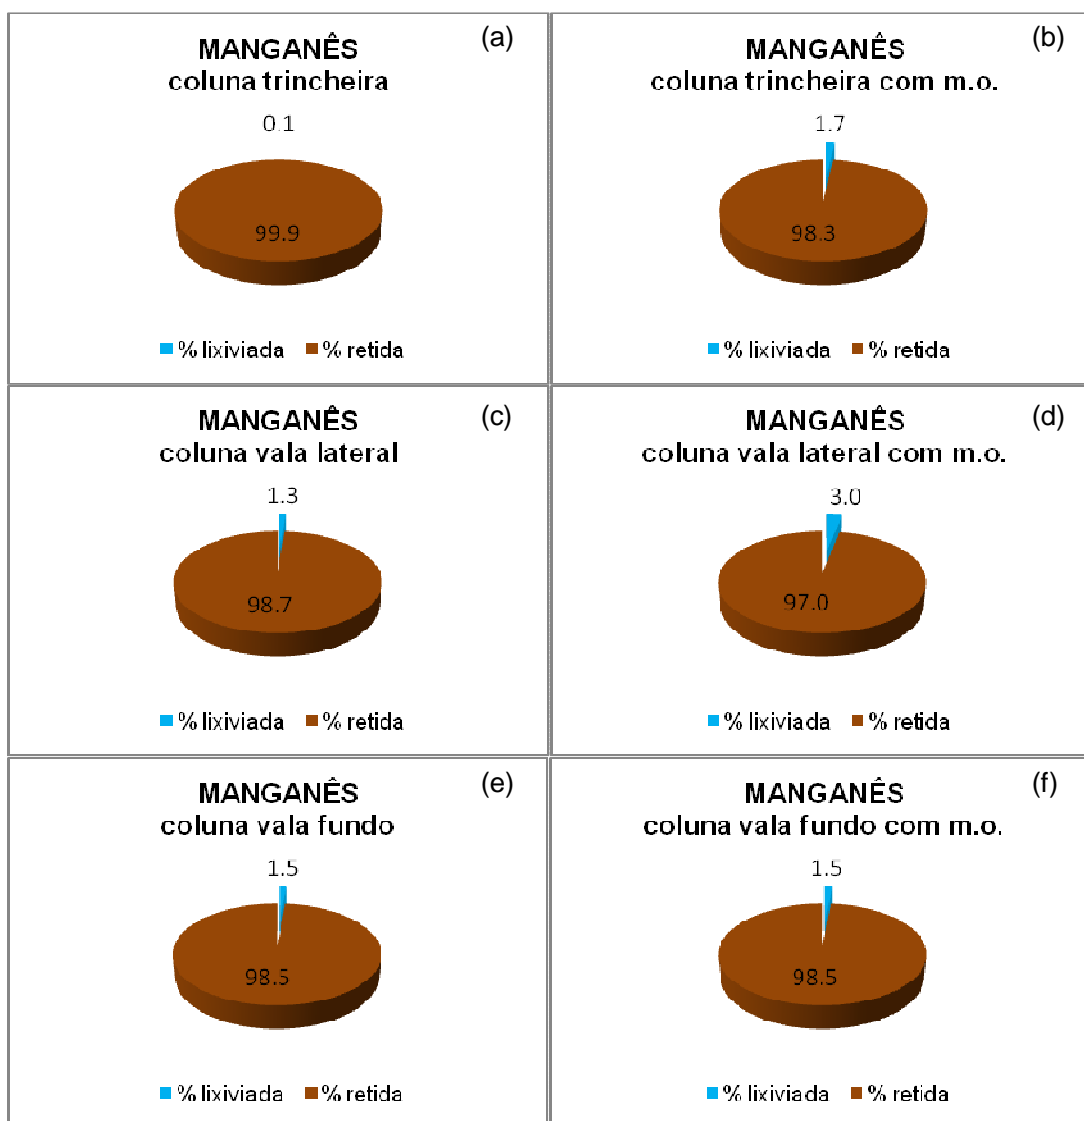 MANGANÊS
coluna trincheira
(a)
0.1
99.9
% lixiviada % retida
MANGANÊS
coluna trincheira com m.o.
(b)
1.7
98.3
% lixiviada % retida
MANGANÊS
coluna vala lateral
(c)
1.3
98.7
% lixiviada % retida
MANGANÊS
coluna vala lateral com m.o.
(d)
3.0
97.0
% lixiviada % retida
MANGANÊS
coluna vala fundo
(e)
1.5
98.5
% lixiviada % retida
MANGANÊS
coluna vala fundo com m.o.
(f)
1.5
98.5
% lixiviada % retida